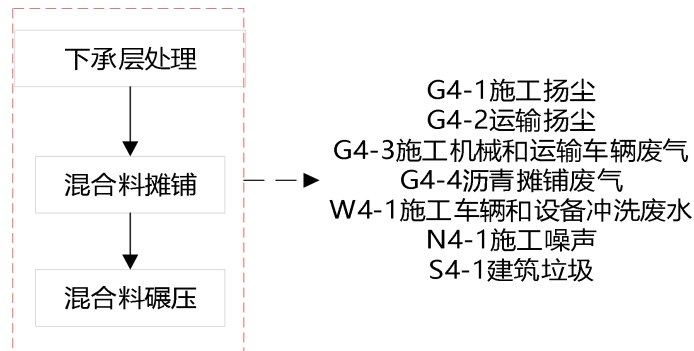 下承层处理
混合料摊铺
混合料碾压
G4-1施工扬尘
G4-2运输扬尘
G4-3施工机械和运输车辆废气
G4-4沥青摊铺废气
W4-1施工车辆和设备冲洗废水
N4-1施工噪声
S4-1建筑垃圾